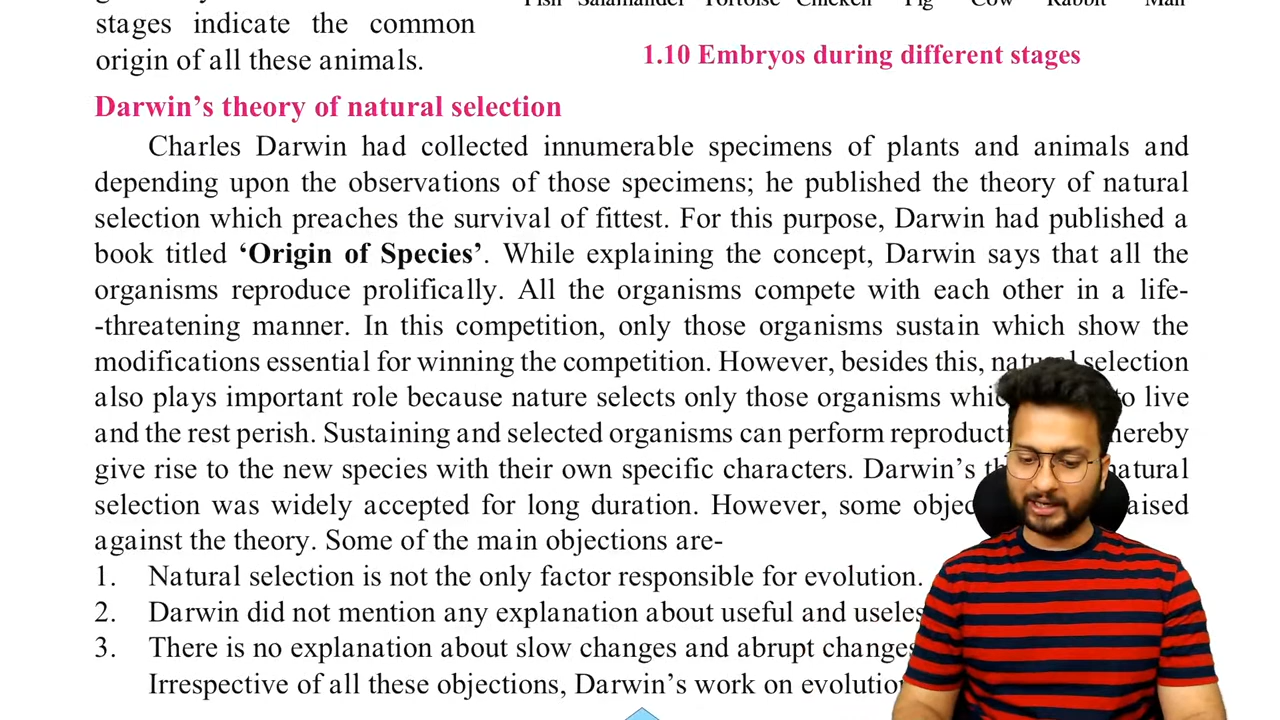 stages indicate the common
origin of all these animals.
Fish Salamander Tortoise Chicken Pig Cow Rabbit Man
1.10 Embryos during different stages
Darwin’s theory of natural selection
Charles Darwin had collected innumerable specimens of plants and animals and
depending upon the observations of those specimens; he published the theory of natural
selection which preaches the survival of fittest. For this purpose, Darwin had published a
book titled ‘Origin of Species’. While explaining the concept, Darwin says that all the
organisms reproduce prolifically. All the organisms compete with each other in a life-
-threatening manner. In this competition, only those organisms sustain which show the
modifications essential for winning the competition. However, besides this, natural selection
also plays important role because nature selects only those organisms to live
and the rest perish. Sustaining and selected organisms can perform
give rise to the new species with their own specific characters. Darwin’s natural
selection was widely accepted for long duration. However, some
against the theory. Some of the main objections are-
1. Natural selection is not the only factor responsible for evolution.
2. Darwin did not mention any explanation about useful and
3. There is no explanation about slow changes and abrupt changes
Irrespective of all these objections, Darwin’s work on